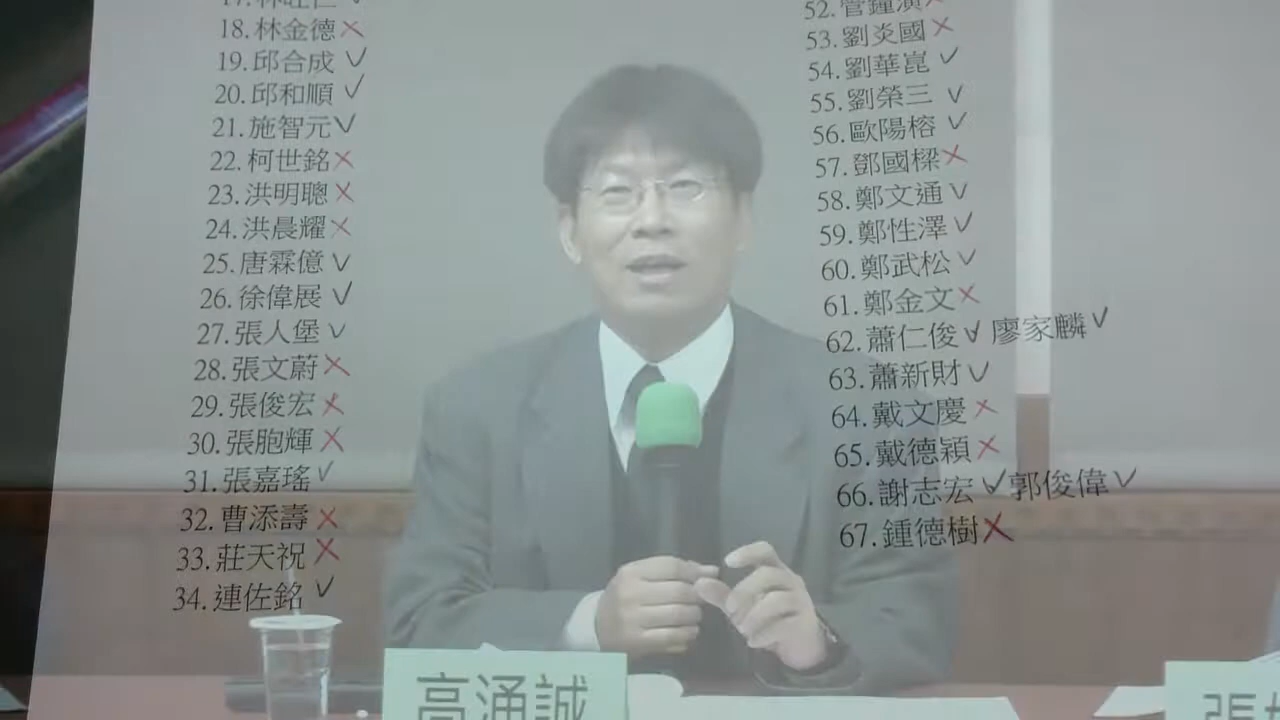 18.林金德✗
19.邱合成✓
20.邱和順✓
21.施智元✓
22.柯世銘✗
23.洪明聰✗
24.洪晨耀✗
25.唐霖億✓
26.徐偉展✓
27.張人堡✓
28.張文蔚✗
29.張俊宏✗
30.張胞輝✗
31.張嘉瑤✓
32.曹添壽✗
33.莊天祝✗
34.連佐銘✓
52.管鐘演✗
53.劉炎國✗
54.劉華崑✓
55.劉榮三✓
56.歐陽榕✓
57.鄧國樑✗
58.鄭文通✓
59.鄭性澤✓
60.鄭武松✓
61.鄭金文✗
62.蕭仁俊✓廖家麟✓
63.蕭新財✓
64.戴文慶✗
65.戴德穎✗
66.謝志宏✓郭俊偉✓
67.鍾德樹✗
高涌誠